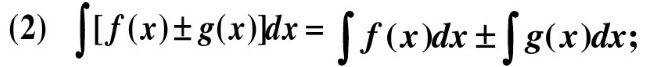 (2) ∫[f(x)±g(x)]dx = ∫f(x)dx ± ∫g(x)dx;